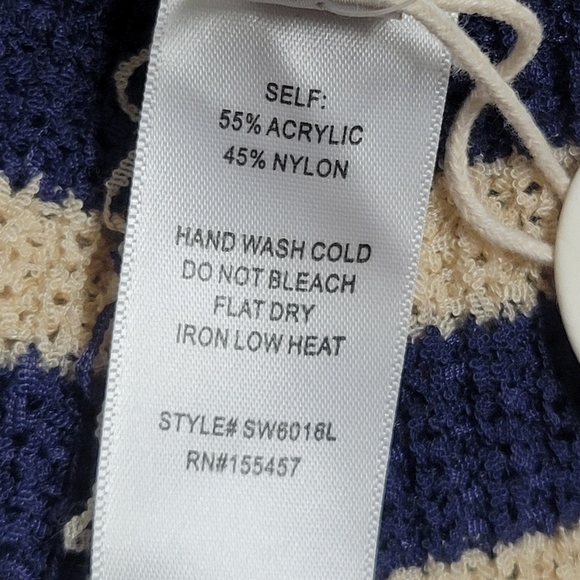 SELF:
55% ACRYLIC
45% NYLON
HAND WASH COLD
DO NOT BLEACH
FLAT DRY
IRON LOW HEAT
STYLE# SW6016L
RN#155457